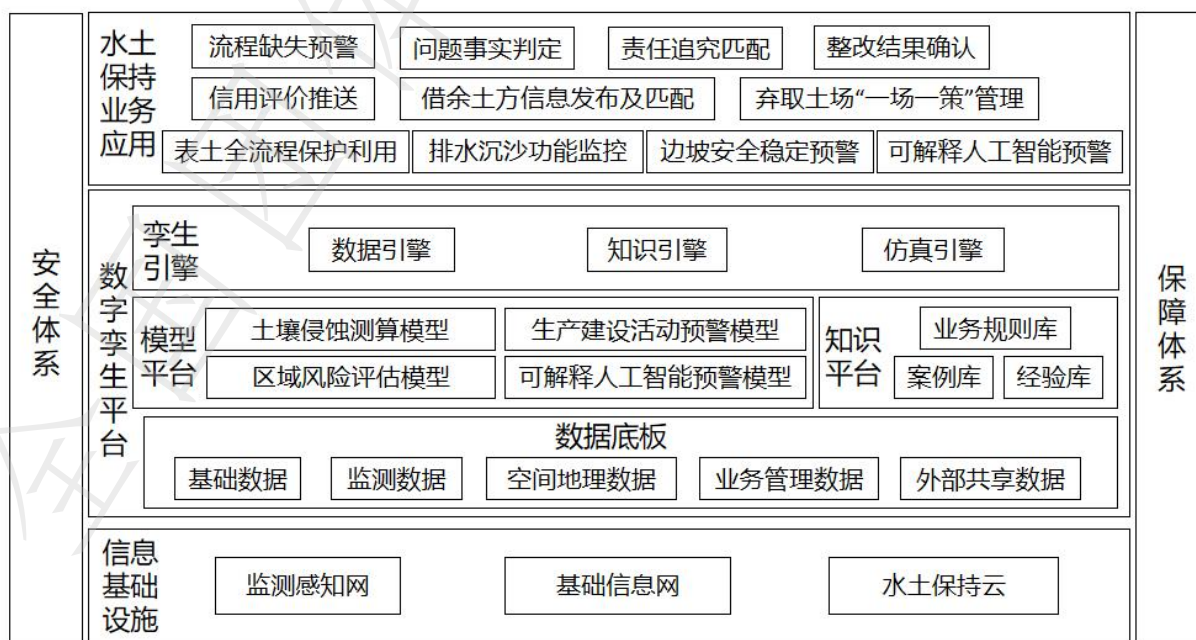 安全体系
水土保持业务应用
流程缺失预警
问题事实判定
责任追究匹配
整改结果确认
信用评价推送
借余土方信息发布及匹配
弃取土场“一场一策”管理
表土全流程保护利用
排水沉沙功能监控
边坡安全稳定预警
可解释人工智能预警
数字孪生平台
孪生引擎
数据引擎
知识引擎
仿真引擎
模型平台
土壤侵蚀测算模型
生产建设活动预警模型
区域风险评估模型
可解释人工智能预警模型
知识平台
业务规则库
案例库
经验库
数据底板
基础数据
监测数据
空间地理数据
业务管理数据
外部共享数据
信息基础设施
监测感知网
基础信息网
水土保持云
保障体系